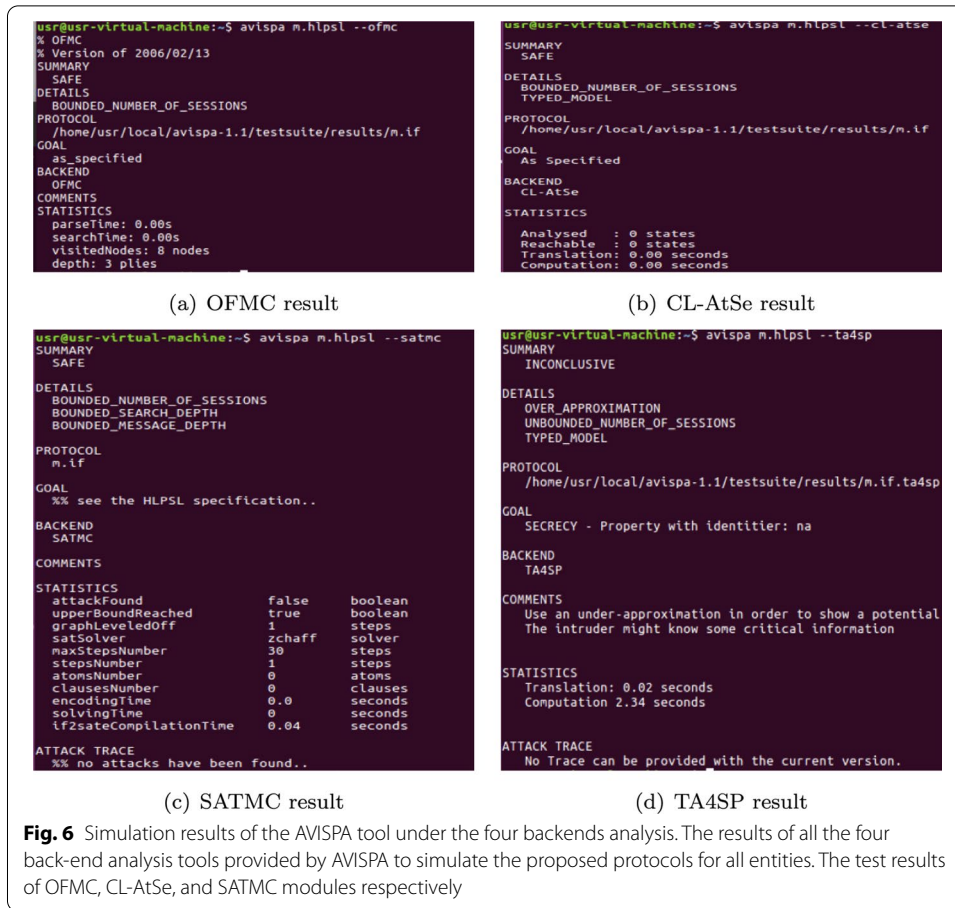 usr@usr-virtual-machine:~$ avispa m.hlpsl --ofmc
% OFMC
% Version of 2006/02/13
SUMMARY
SAFE
DETAILS
BOUNDED_NUMBER_OF_SESSIONS
PROTOCOL
/home/usr/local/avispa-1.1/testsuite/results/m.if
GOAL
as_specified
BACKEND
OFMC
COMMENTS
STATISTICS
parseTime: 0.00s
searchTime: 0.00s
visitedNodes: 8 nodes
depth: 3 plies
(a) OFMC result
usr@usr-virtual-machine:~$ avispa m.hlpsl --cl-atse
SUMMARY
SAFE
DETAILS
BOUNDED_NUMBER_OF_SESSIONS
TYPED_MODEL
PROTOCOL
/home/usr/local/avispa-1.1/testsuite/results/m.if
GOAL
As Specified
BACKEND
CL-AtSe
STATISTICS
Analysed : 0 states
Reachable : 0 states
Translation: 0.00 seconds
Computation: 0.00 seconds
(b) CL-AtSe result
usr@usr-virtual-machine:~$ avispa m.hlpsl --satmc
SUMMARY
SAFE
DETAILS
BOUNDED_NUMBER_OF_SESSIONS
BOUNDED_SEARCH_DEPTH
BOUNDED_MESSAGE_DEPTH
PROTOCOL
m.if
GOAL
%% see the HLPSL specification..
BACKEND
SATMC
COMMENTS
STATISTICS
attackFound false boolean
upperBoundReached true boolean
graphLeveledOff 1 steps
satSolver zchaff solver
maxStepsNumber 30 steps
stepsNumber 1 steps
atomsNumber 0 atoms
clausesNumber 0 clauses
encodingTime 0.0 seconds
solvingTime 0 seconds
if2sateCompilationTime 0.04 seconds
ATTACK TRACE
%% no attacks have been found..
(c) SATMC result
usr@usr-virtual-machine:~$ avispa m.hlpsl --ta4sp
SUMMARY
INCONCLUSIVE
DETAILS
OVER_APPROXIMATION
UNBOUNDED_NUMBER_OF_SESSIONS
TYPED_MODEL
PROTOCOL
/home/usr/local/avispa-1.1/testsuite/results/m.if.ta4sp
GOAL
SECRECY - Property with identitier: na
BACKEND
TA4SP
COMMENTS
Use an under-approximation in order to show a potential
The intruder might know some critical information
STATISTICS
Translation: 0.02 seconds
Computation 2.34 seconds
ATTACK TRACE
No Trace can be provided with the current version.
(d) TA4SP result
Fig. 6 Simulation results of the AVISPA tool under the four backends analysis. The results of all the four
back-end analysis tools provided by AVISPA to simulate the proposed protocols for all entities. The test results
of OFMC, CL-AtSe, and SATMC modules respectively